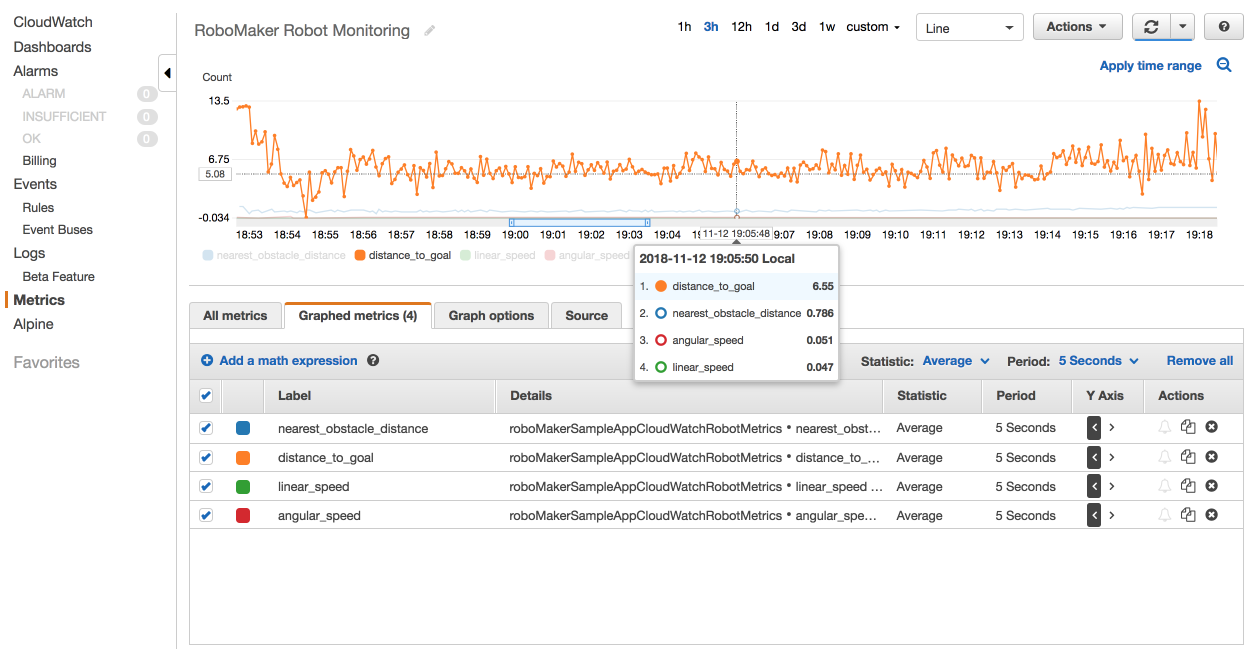 CloudWatch
Dashboards
Alarms
ALARM 0
INSUFFICIENT 0
OK 0
Billing
Events
Rules
Event Buses
Logs
Beta Feature
Metrics
Alpine
Favorites
RoboMaker Robot Monitoring
1h 3h 12h 1d 3d 1w custom
Line
Actions
?
Apply time range
Count
13.5
6.75
5.08
-0.034
18:53 18:54 18:55 18:56 18:57 18:58 18:59 19:00 19:01 19:02 19:03 19:04 11-12 19:05:48 19:07 19:08 19:09 19:10 19:11 19:12 19:13 19:14 19:15 19:16 19:17 19:18
nearest_obstacle_distance distance_to_goal linear_speed angular_speed
2018-11-12 19:05:50 Local
1. distance_to_goal 6.55
2. nearest_obstacle_distance 0.786
3. angular_speed 0.051
4. linear_speed 0.047
All metrics Graphed metrics (4) Graph options Source
Add a math expression ?
Statistic: Average Period: 5 Seconds Remove all
Label Details Statistic Period Y Axis Actions
nearest_obstacle_distance roboMakerSampleAppCloudWatchRobotMetrics • nearest_obst... Average 5 Seconds < >
distance_to_goal roboMakerSampleAppCloudWatchRobotMetrics • distance_to_... Average 5 Seconds < >
linear_speed roboMakerSampleAppCloudWatchRobotMetrics • linear_speed ... Average 5 Seconds < >
angular_speed roboMakerSampleAppCloudWatchRobotMetrics • angular_spe... Average 5 Seconds < >